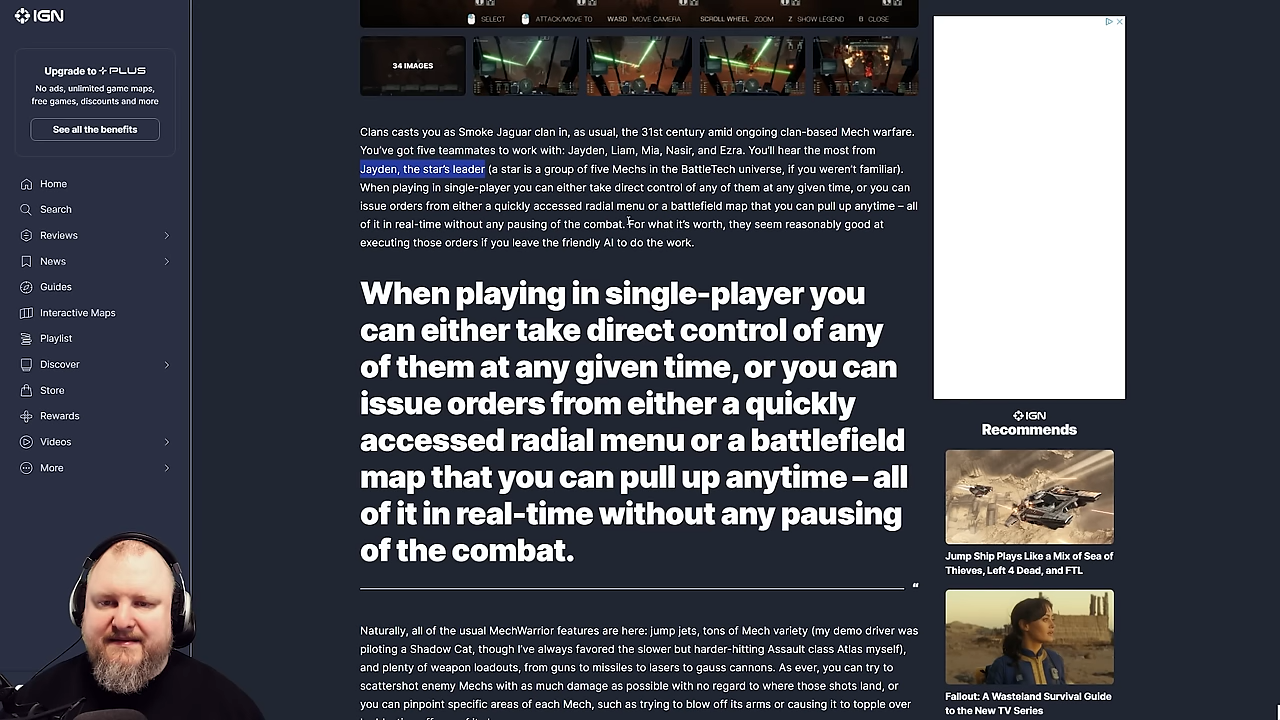 IGN
Upgrade to PLUS
No ads, unlimited game maps,
free games, discounts and more
See all the benefits
Home
Search
Reviews
News
Guides
Interactive Maps
Playlist
Discover
Store
Rewards
Videos
More
SELECT ATTACK/MOVE TO WASD MOVE CAMERA SCROLL WHEEL ZOOM Z SHOW LEGEND B CLOSE
34 IMAGES
Clans casts you as Smoke Jaguar clan in, as usual, the 31st century amid ongoing clan-based Mech warfare.
You've got five teammates to work with: Jayden, Liam, Mia, Nasir, and Ezra. You'll hear the most from
Jayden, the star's leader (a star is a group of five Mechs in the BattleTech universe, if you weren't familiar).
When playing in single-player you can either take direct control of any of them at any given time, or you can
issue orders from either a quickly accessed radial menu or a battlefield map that you can pull up anytime – all
of it in real-time without any pausing of the combat. For what it's worth, they seem reasonably good at
executing those orders if you leave the friendly AI to do the work.
When playing in single-player you
can either take direct control of any
of them at any given time, or you can
issue orders from either a quickly
accessed radial menu or a battlefield
map that you can pull up anytime – all
of it in real-time without any pausing
of the combat.
“
Naturally, all of the usual MechWarrior features are here: jump jets, tons of Mech variety (my demo driver was
piloting a Shadow Cat, though I've always favored the slower but harder-hitting Assault class Atlas myself),
and plenty of weapon loadouts, from guns to missiles to lasers to gauss cannons. As ever, you can try to
scattershot enemy Mechs with as much damage as possible with no regard to where those shots land, or
you can pinpoint specific areas of each Mech, such as trying to blow off its arms or causing it to topple over
IGN
Recommends
Jump Ship Plays Like a Mix of Sea of
Thieves, Left 4 Dead, and FTL
Fallout: A Wasteland Survival Guide
to the New TV Series